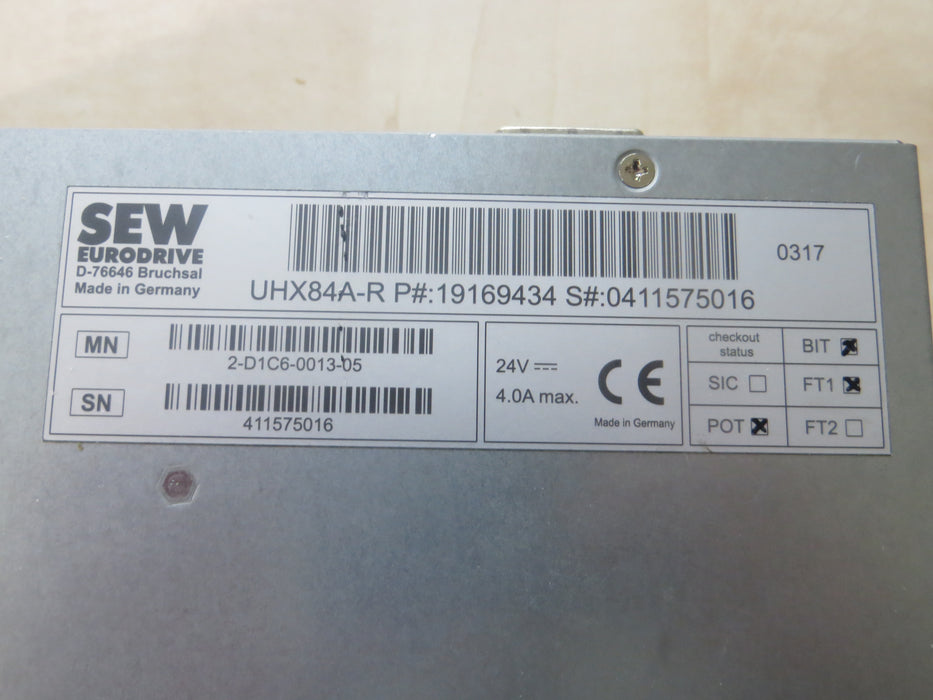 SEW
EURODRIVE
D-76646 Bruchsal
Made in Germany
UHX84A-R P#:19169434 S#:0411575016
0317
MN
2-D1C6-0013-05
SN
411575016
24V
4.0A max.
CE
Made in Germany
checkout
status
BIT
SIC
FT1
POT
FT2